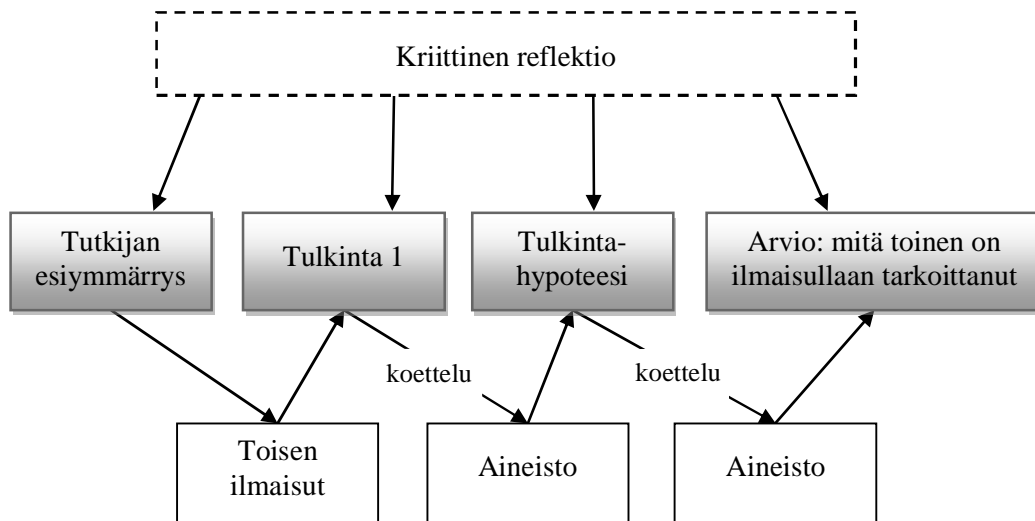 Kriittinen reflektio
Tutkijan
esiymmärrys
Tulkinta 1
Tulkinta-
hypoteesi
Arvio: mitä toinen on
ilmaisullaan tarkoittanut
koettelu
koettelu
Toisen
ilmaisut
Aineisto
Aineisto